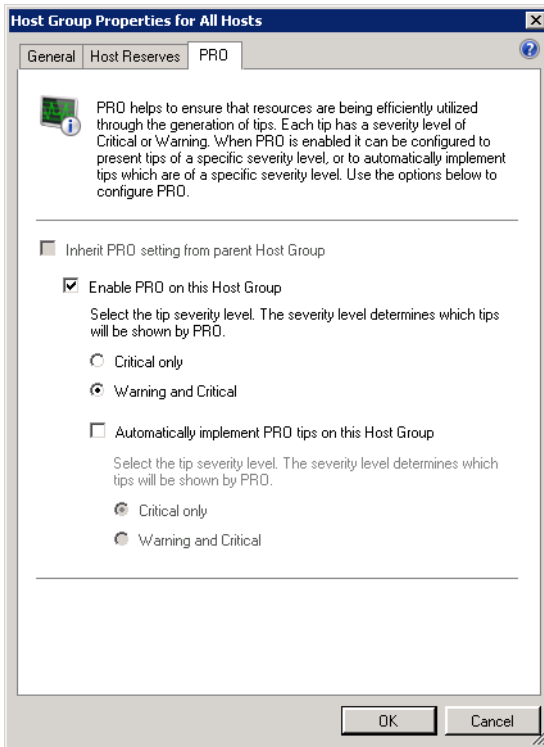 Host Group Properties for All Hosts
General
Host Reserves
PRO
PRO helps to ensure that resources are being efficiently utilized
through the generation of tips. Each tip has a severity level of
Critical or Warning. When PRO is enabled it can be configured to
present tips of a specific severity level, or to automatically implement
tips which are of a specific severity level. Use the options below to
configure PRO.
Inherit PRO setting from parent Host Group
Enable PRO on this Host Group
Select the tip severity level. The severity level determines which tips
will be shown by PRO.
Critical only
Warning and Critical
Automatically implement PRO tips on this Host Group
Select the tip severity level. The severity level determines which
tips will be shown by PRO.
Critical only
Warning and Critical
OK
Cancel